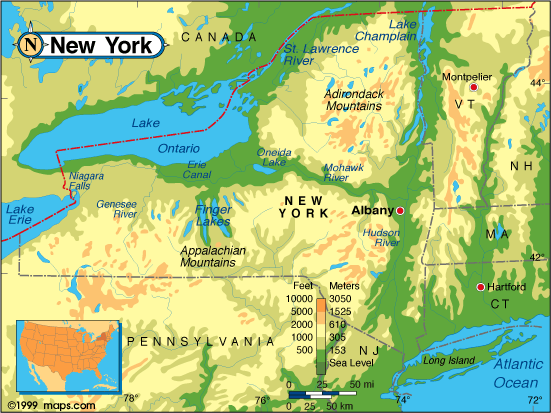 N New York
CANADA
Lake
Champlain
St. Lawrence
River
Montpelier
44°
VT
Adirondack
Mountains
Lake
Ontario
Oneida
Lake
Erie
Canal
Mohawk
River
NH
Niagara
Falls
Genesee
River
Finger
Lakes
NEW
YORK
Albany
Lake
Erie
Hudson
River
MA
Appalachian
Mountains
42°
Hartford
CT
Feet Meters
10000 3050
5000 1525
2000 610
1000 305
500 153
Sea Level
PENNSYLVANIA
NJ
Long Island
Atlantic
Ocean
0 25 50 mi
0 25 50 km
78°
76°
74°
72°
©1999 maps.com